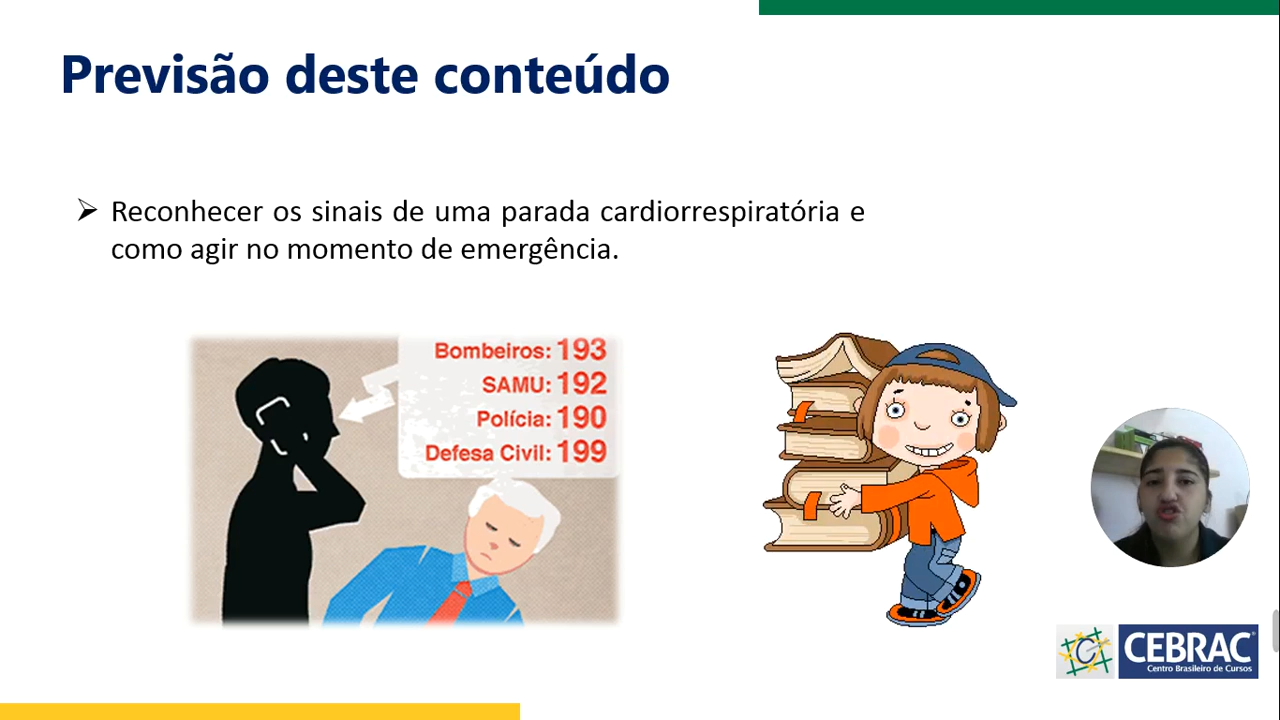 Previsão deste conteúdo
Reconhecer os sinais de uma parada cardiorrespiratória e
como agir no momento de emergência.
Bombeiros: 193
SAMU: 192
Polícia: 190
Defesa Civil: 199
CEBRAC
Centro Brasileiro de Cursos